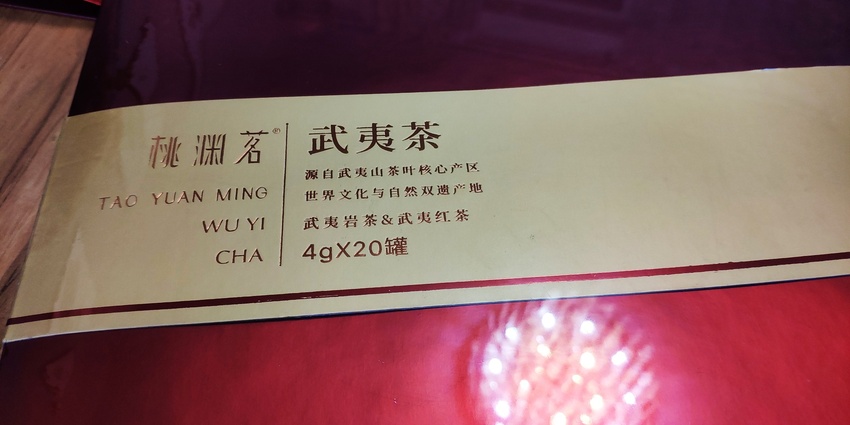 桃渊茗®
TAO YUAN MING
WU YI
CHA
武夷茶
源自武夷山茶叶核心产区
世界文化与自然双遗产地
武夷岩茶&武夷红茶
4gX20罐